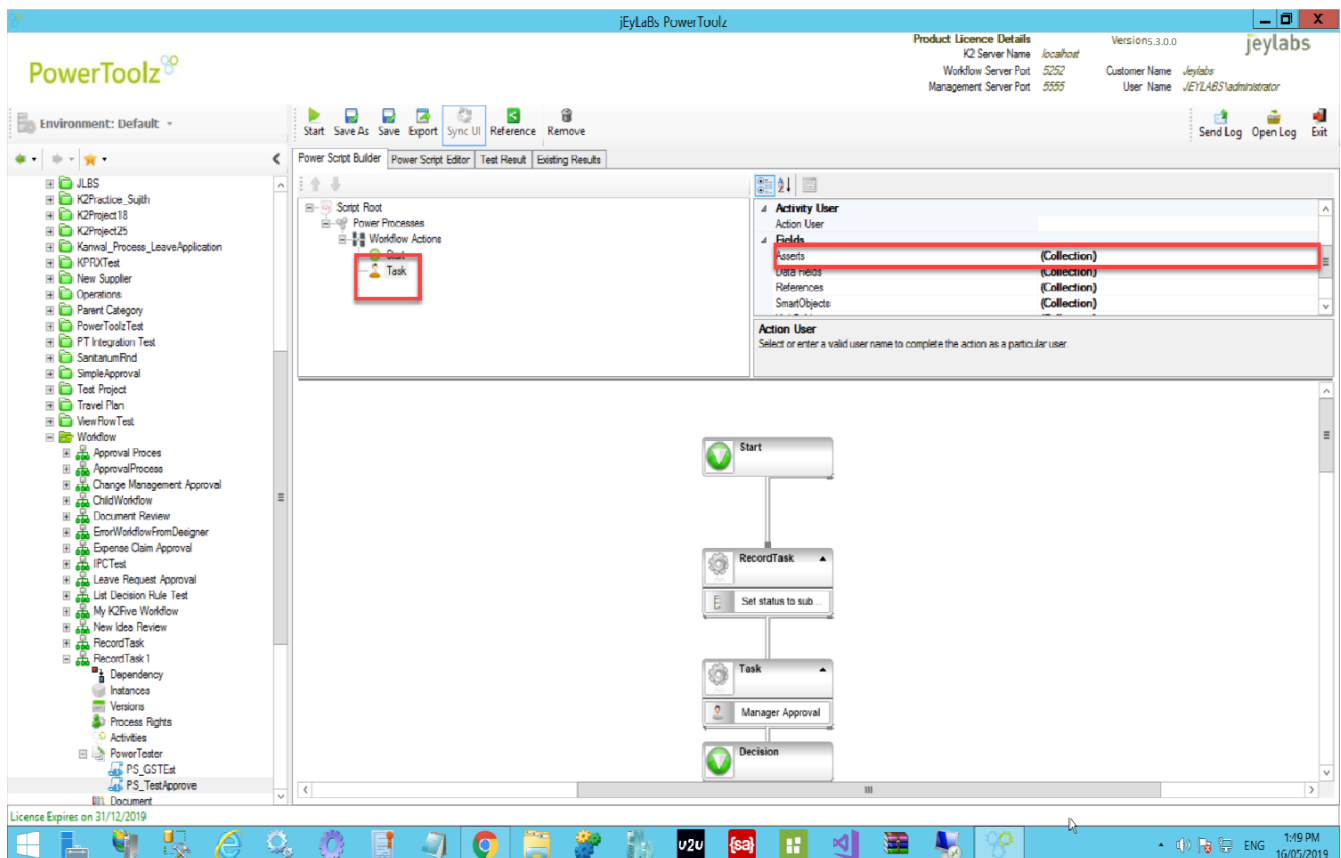 jEyLaBs PowerToolz
PowerToolz
Product Licence Details
K2 Server Name localhost
Workflow Server Port 5252
Management Server Port 5555
Version5.3.0.0
Customer Name Jeylabs
User Name JEYLABS\administrator
jeylabs
Environment: Default
Start Save As Save Export Sync UI Reference Remove
Send Log Open Log Exit
Power Script Builder Power Script Editor Test Result Existing Results
JLBS
K2Practice_Sujith
K2Project18
K2Project25
Kanwal_Process_LeaveApplication
KPRXTest
New Supplier
Operations
Parent Category
PowerToolzTest
PT Integration Test
SanitariumRnd
SimpleApproval
Test Project
Travel Plan
ViewFlowTest
Workflow
Approval Proces
ApprovalProcess
Change Management Approval
ChildWorkflow
Document Review
ErrorWorkflowFromDesigner
Expense Claim Approval
IPCTest
Leave Request Approval
List Decision Rule Test
My K2Five Workflow
New Idea Review
RecordTask
RecordTask1
Dependency
Instances
Versions
Process Rights
Activities
PowerTester
PS_GSTEst
PS_TestApprove
Document
Script Root
Power Processes
Workflow Actions
Start
Task
Activity User
Action User
Fields
Asserts (Collection)
Data Fields (Collection)
References (Collection)
SmartObjects (Collection)
Action User
Select or enter a valid user name to complete the action as a particular user.
Start
RecordTask
Set status to sub...
Task
Manager Approval
Decision
License Expires on 31/12/2019
U2U
{sa}
ENG
1:49 PM
16/05/2019